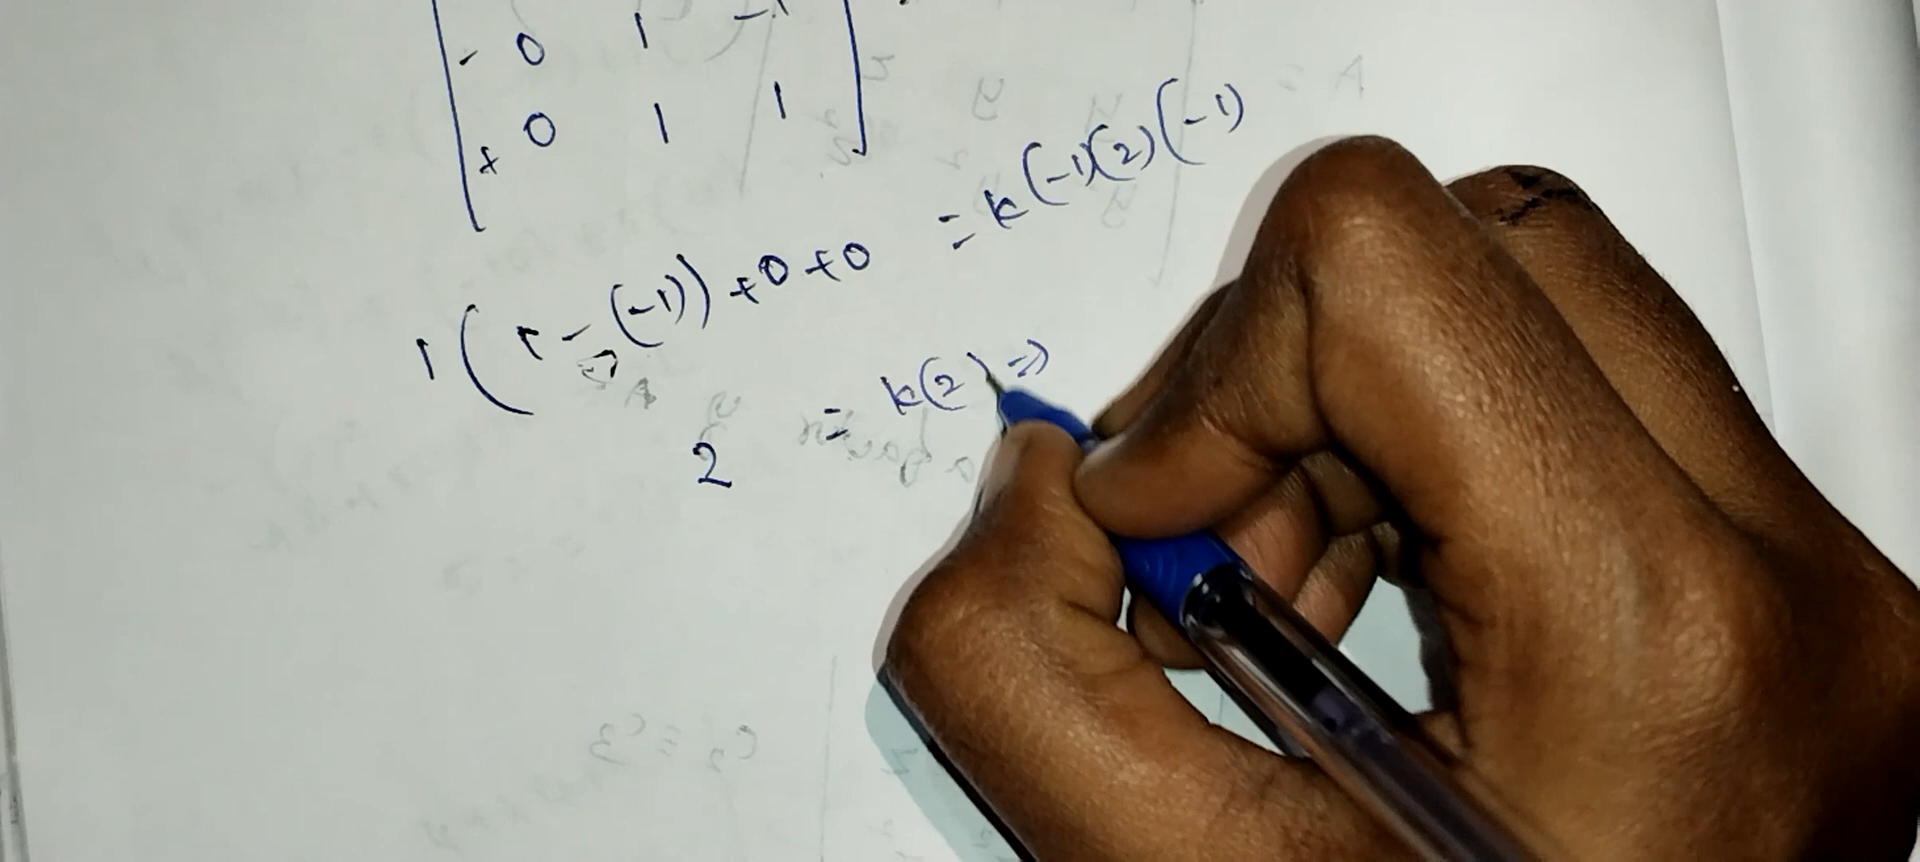 - 0 1 -1
+ 0 1 1
1(1-(-1))+0+0 = k(-1)(2)(-1)
2 = k(2) ⇒